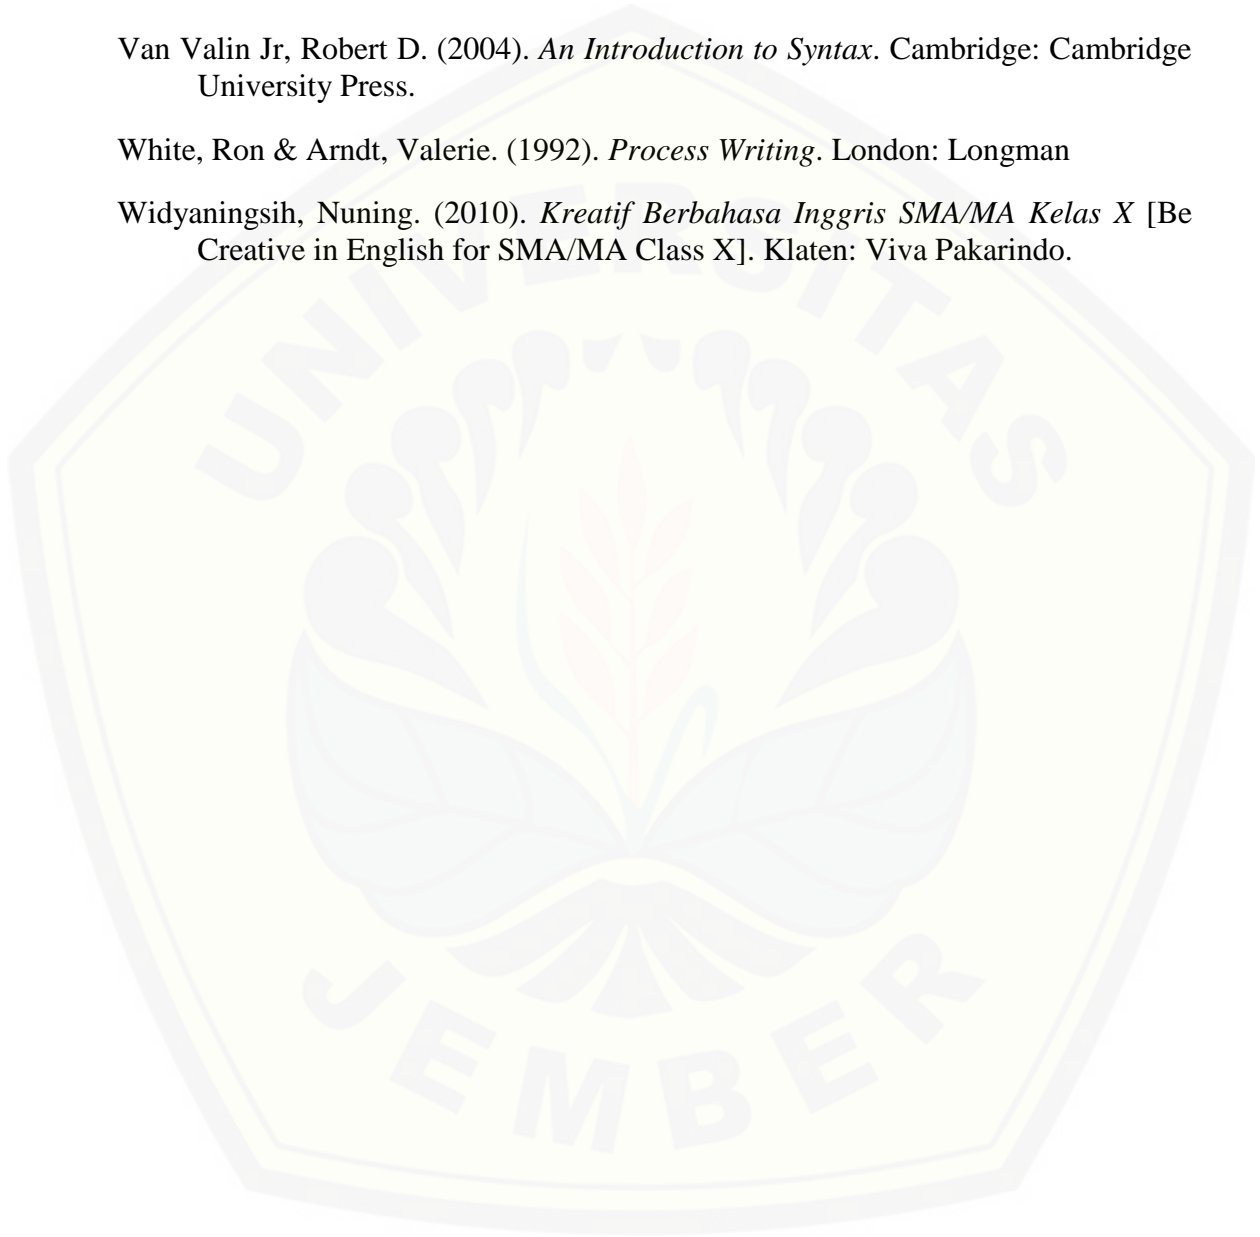 Van Valin Jr, Robert D. (2004). An Introduction to Syntax. Cambridge: Cambridge
University Press.
White, Ron & Arndt, Valerie. (1992). Process Writing. London: Longman
Widyaningsih, Nuning. (2010). Kreatif Berbahasa Inggris SMA/MA Kelas X [Be
Creative in English for SMA/MA Class X]. Klaten: Viva Pakarindo.
UNIVERSITAS
JEMBER